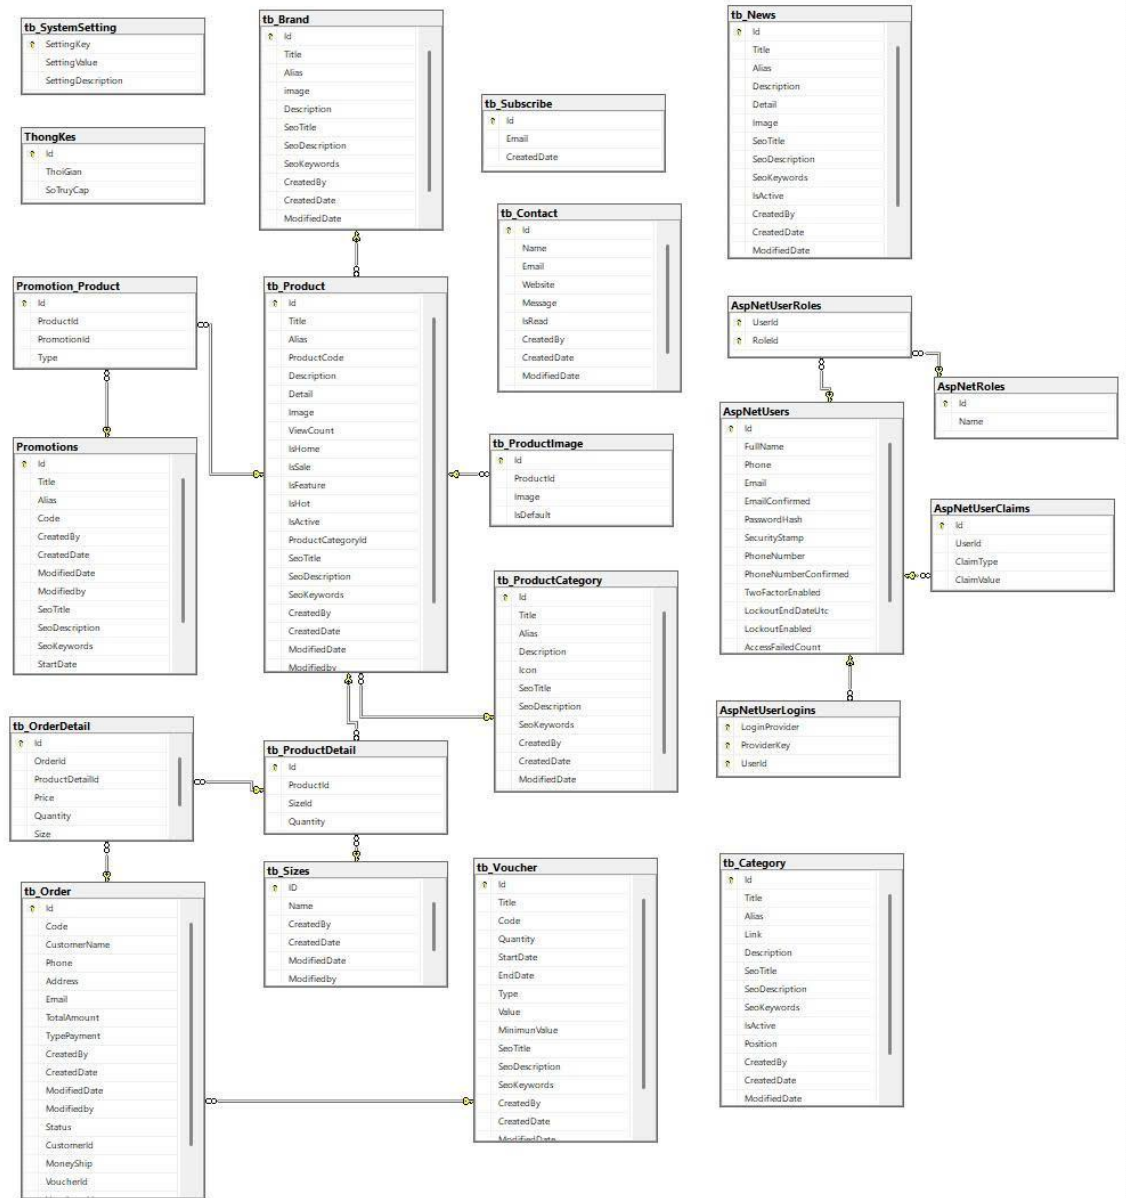 tb_SystemSetting
SettingKey
SettingValue
SettingDescription
ThongKes
Id
ThoiGian
SoTruyCap
tb_Brand
Id
Title
Alias
image
Description
SeoTitle
SeoDescription
SeoKeywords
CreatedBy
CreatedDate
ModifiedDate
tb_Subscribe
Id
Email
CreatedDate
tb_News
Id
Title
Alias
Description
Detail
Image
SeoTitle
SeoDescription
SeoKeywords
IsActive
CreatedBy
CreatedDate
ModifiedDate
tb_Contact
Id
Name
Email
Website
Message
IsRead
CreatedBy
CreatedDate
ModifiedDate
Promotion_Product
Id
ProductId
PromotionId
Type
tb_Product
Id
Title
Alias
ProductCode
Description
Detail
Image
ViewCount
IsHome
IsSale
IsFeature
IsHot
IsActive
ProductCategoryId
SeoTitle
SeoDescription
SeoKeywords
CreatedBy
CreatedDate
ModifiedDate
Modifiedby
AspNetUserRoles
UserId
RoleId
AspNetRoles
Id
Name
Promotions
Id
Title
Alias
Code
CreatedBy
CreatedDate
ModifiedDate
Modifiedby
SeoTitle
SeoDescription
SeoKeywords
StartDate
tb_ProductImage
Id
ProductId
Image
IsDefault
AspNetUsers
Id
FullName
Phone
Email
EmailConfirmed
PasswordHash
SecurityStamp
PhoneNumber
PhoneNumberConfirmed
TwoFactorEnabled
LockoutEndDateUtc
LockoutEnabled
AccessFailedCount
AspNetUserClaims
Id
UserId
ClaimType
ClaimValue
tb_ProductCategory
Id
Title
Alias
Description
Icon
SeoTitle
SeoDescription
SeoKeywords
CreatedBy
CreatedDate
ModifiedDate
AspNetUserLogins
LoginProvider
ProviderKey
UserId
tb_OrderDetail
Id
OrderId
ProductDetailId
Price
Quantity
Size
tb_ProductDetail
Id
ProductId
SizeId
Quantity
tb_Sizes
ID
Name
CreatedBy
CreatedDate
ModifiedDate
Modifiedby
tb_Order
Id
Code
CustomerName
Phone
Address
Email
TotalAmount
TypePayment
CreatedBy
CreatedDate
ModifiedDate
Modifiedby
Status
CustomerId
MoneyShip
VoucherId
tb_Voucher
Id
Title
Code
Quantity
StartDate
EndDate
Type
Value
MinimunValue
SeoTitle
SeoDescription
SeoKeywords
CreatedBy
CreatedDate
ModifiedDate
tb_Category
Id
Title
Alias
Link
Description
SeoTitle
SeoDescription
SeoKeywords
IsActive
Position
CreatedBy
CreatedDate
ModifiedDate